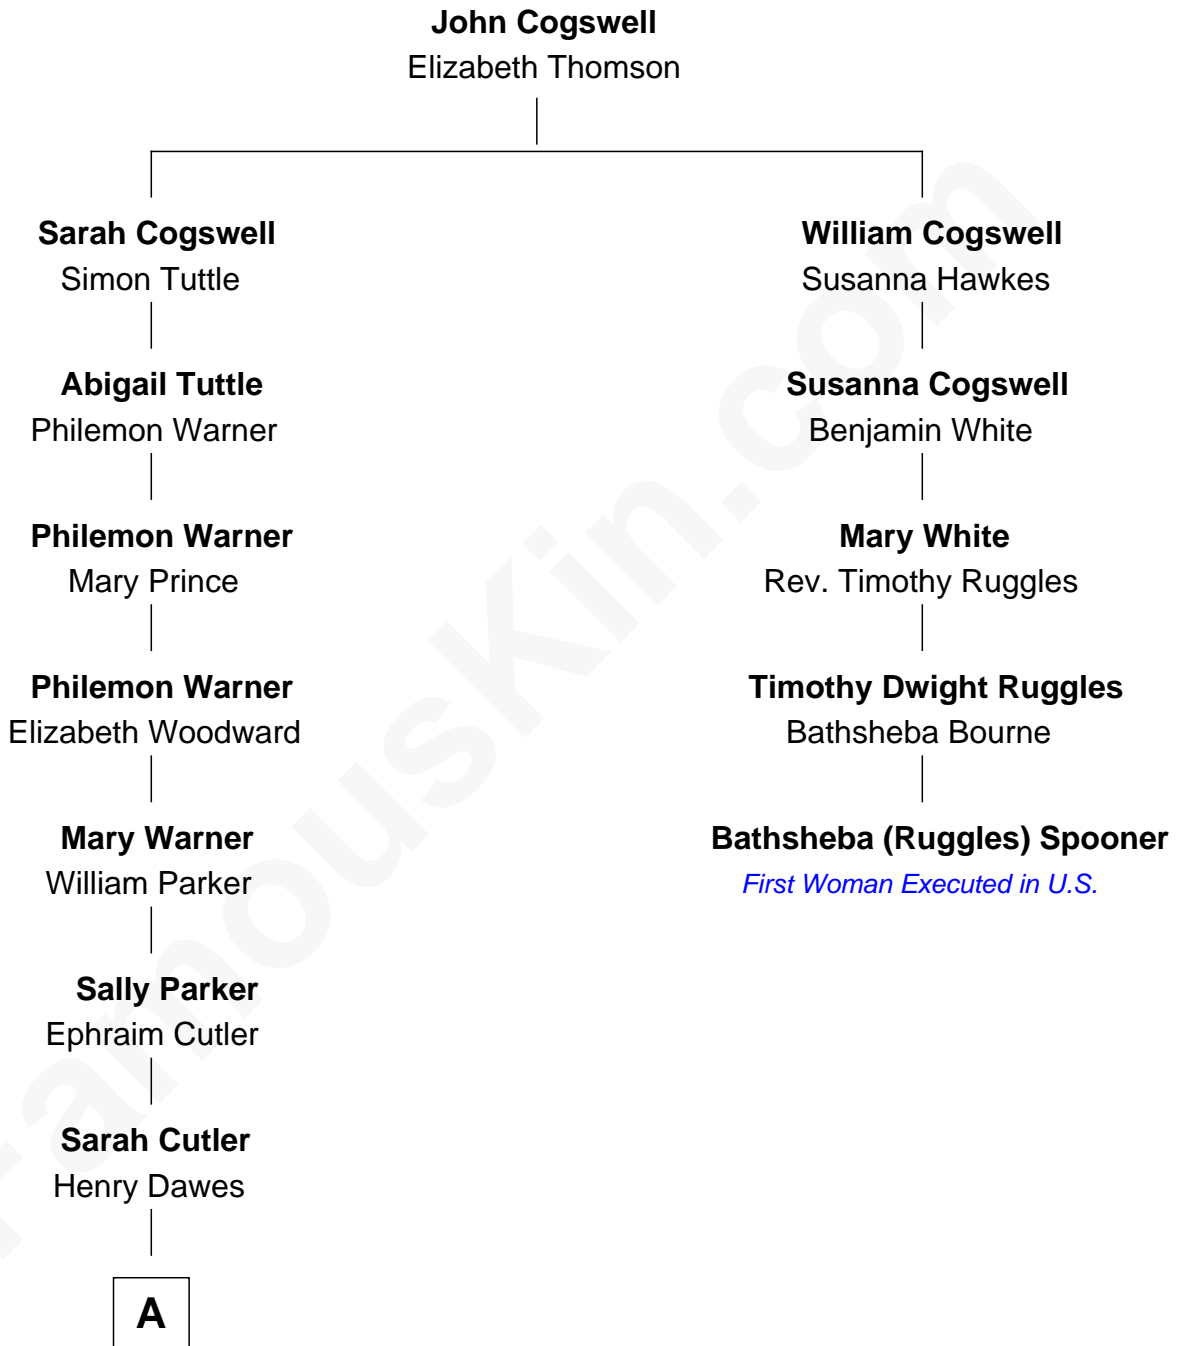 John Cogswell
Elizabeth Thomson
Sarah Cogswell
Simon Tuttle
William Cogswell
Susanna Hawkes
Abigail Tuttle
Philemon Warner
Susanna Cogswell
Benjamin White
Philemon Warner
Mary Prince
Mary White
Rev. Timothy Ruggles
Philemon Warner
Elizabeth Woodward
Timothy Dwight Ruggles
Bathsheba Bourne
Mary Warner
William Parker
Bathsheba (Ruggles) Spooner
First Woman Executed in U.S.
Sally Parker
Ephraim Cutler
Sarah Cutler
Henry Dawes
A
FamousKin.com